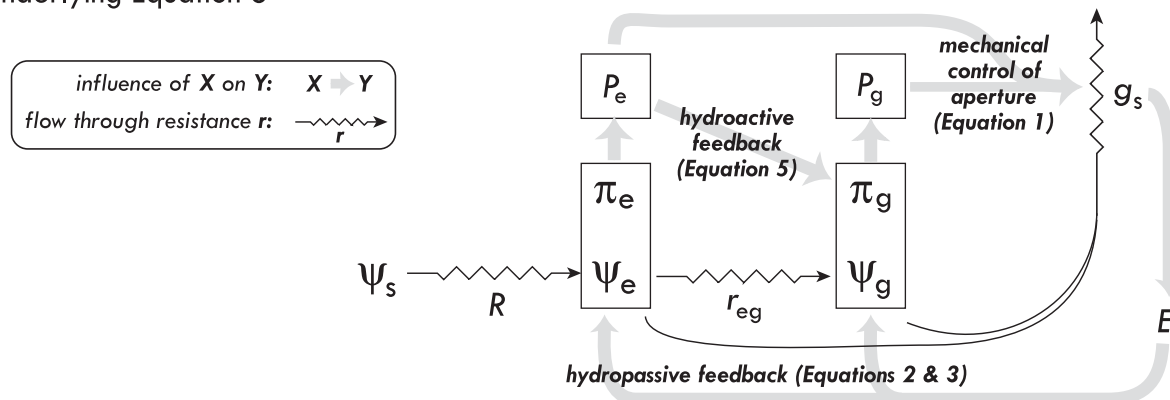 underlying Equation 8
influence of X on Y: X Y
flow through resistance r:
r
Pe
Pg
mechanical
control of
aperture
(Equation 1)
gs
hydroactive
feedback
(Equation 5)
πe
πg
ψs
R
ψe
reg
ψg
E
hydropassive feedback (Equations 2 & 3)